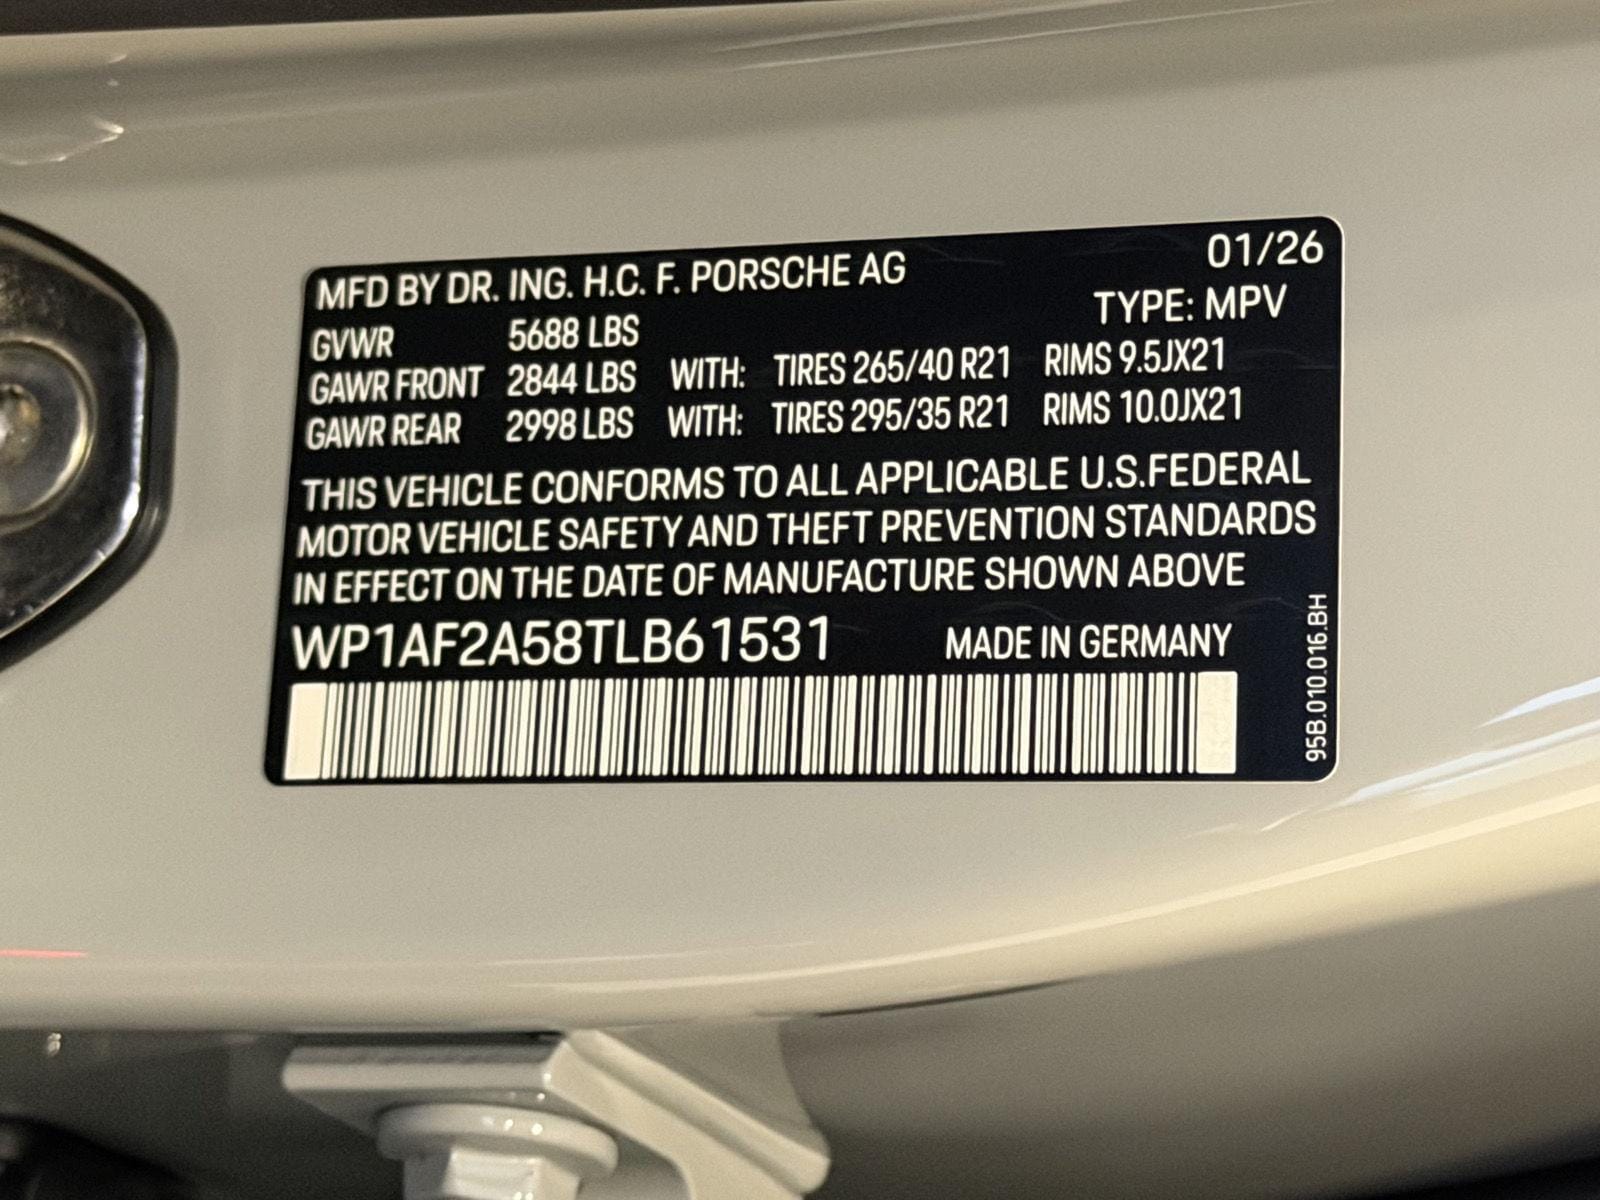 MFD BY DR. ING. H.C. F. PORSCHE AG 01/26
TYPE: MPV
GVWR 5688 LBS
GAWR FRONT 2844 LBS WITH: TIRES 265/40 R21 RIMS 9.5JX21
GAWR REAR 2998 LBS WITH: TIRES 295/35 R21 RIMS 10.0JX21
THIS VEHICLE CONFORMS TO ALL APPLICABLE U.S.FEDERAL
MOTOR VEHICLE SAFETY AND THEFT PREVENTION STANDARDS
IN EFFECT ON THE DATE OF MANUFACTURE SHOWN ABOVE
WP1AF2A58TLB61531 MADE IN GERMANY
95B.010.016.BH